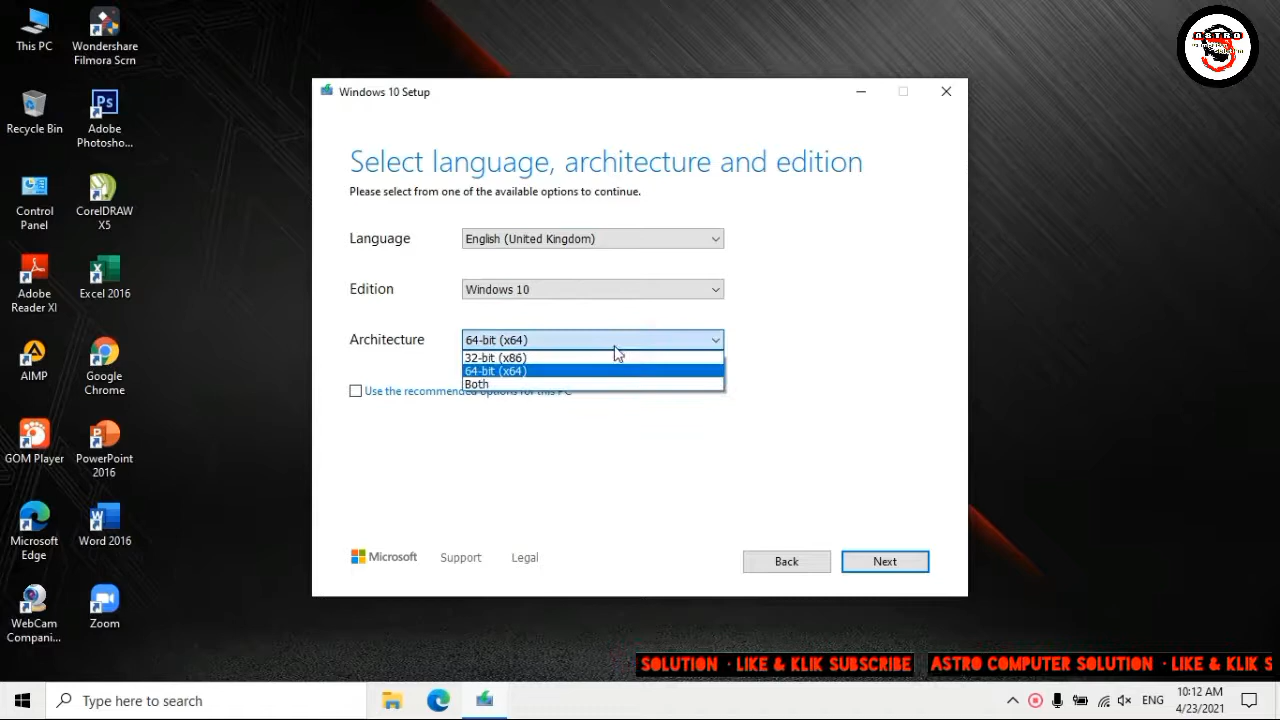 This PC
Wondershare
Filmora Scrn
Recycle Bin
Adobe
Photosho...
Control
Panel
CorelDRAW
X5
Adobe
Reader XI
Excel 2016
AIMP
Google
Chrome
GOM Player
PowerPoint
2016
Microsoft
Edge
Word 2016
WebCam
Compani...
Zoom
ASTRO
Windows 10 Setup
Select language, architecture and edition
Please select from one of the available options to continue.
Language
English (United Kingdom)
Edition
Windows 10
Architecture
64-bit (x64)
32-bit (x86)
64-bit (x64)
Both
Use the recommended options for this PC
Microsoft
Support
Legal
Back
Next
SOLUTION · LIKE & KLIK SUBSCRIBE
ASTRO COMPUTER SOLUTION · LIKE & KLIK S
Type here to search
ENG
10:12 AM
4/23/2021